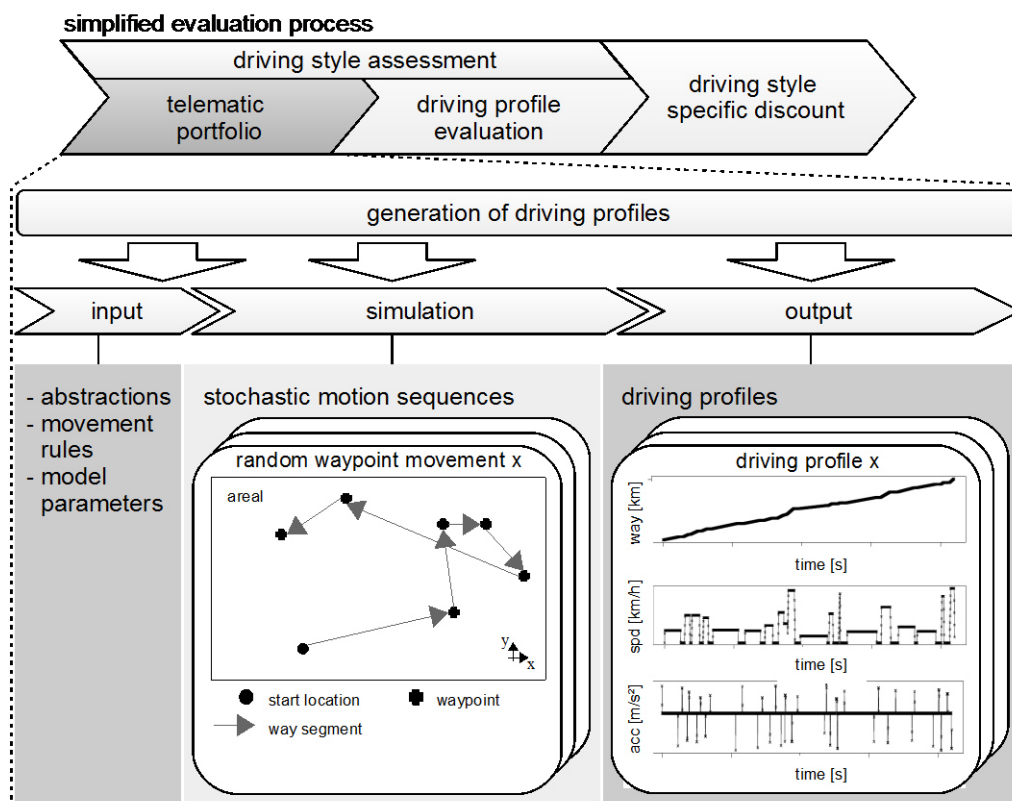 simplified evaluation process
driving style assessment
telematic
portfolio
driving profile
evaluation
driving style
specific discount
generation of driving profiles
input
simulation
output
- abstractions
- movement
rules
- model
parameters
stochastic motion sequences
random waypoint movement x
areal
y
x
start location
waypoint
way segment
driving profiles
driving profile x
way [km]
time [s]
spd [km/h]
time [s]
acc [m/s²]
time [s]